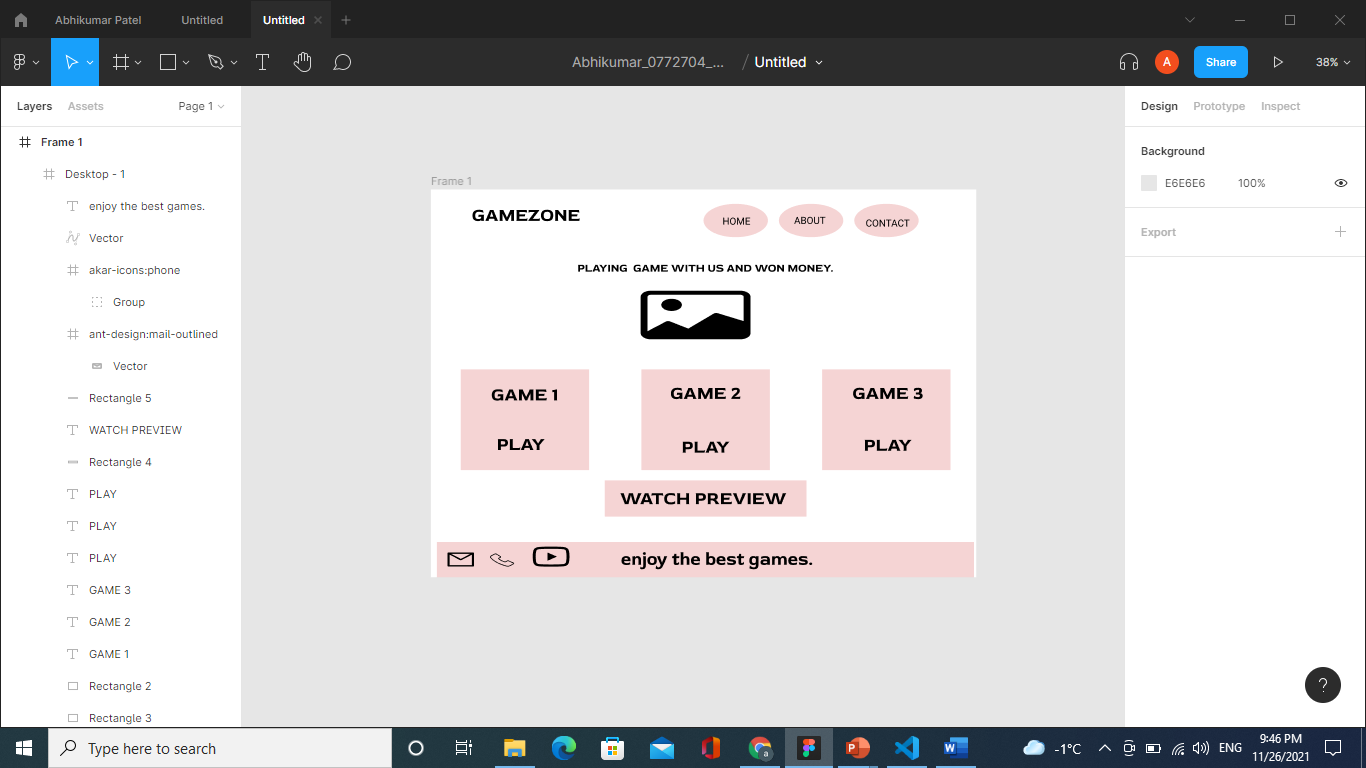 Abhikumar Patel Untitled Untitled
Abhikumar_0772704_... / Untitled A Share 38%
Layers Assets Page 1 Design Prototype Inspect
Frame 1
Desktop - 1
enjoy the best games.
Vector
akar-icons:phone
Group
ant-design:mail-outlined
Vector
Rectangle 5
WATCH PREVIEW
Rectangle 4
PLAY
PLAY
PLAY
GAME 3
GAME 2
GAME 1
Rectangle 2
Rectangle 3
Frame 1
GAMEZONE HOME ABOUT CONTACT
PLAYING GAME WITH US AND WON MONEY.
GAME 1 GAME 2 GAME 3
PLAY PLAY PLAY
WATCH PREVIEW
enjoy the best games.
Background
E6E6E6 100%
Export
?
Type here to search
a
-1°C ENG 9:46 PM
11/26/2021